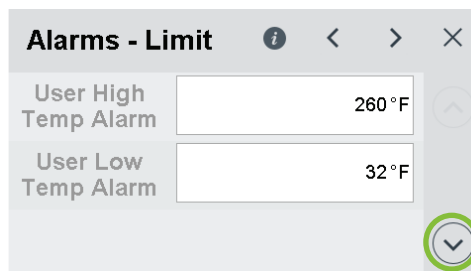 Alarms - Limit
User High
Temp Alarm
260°F
User Low
Temp Alarm
32°F